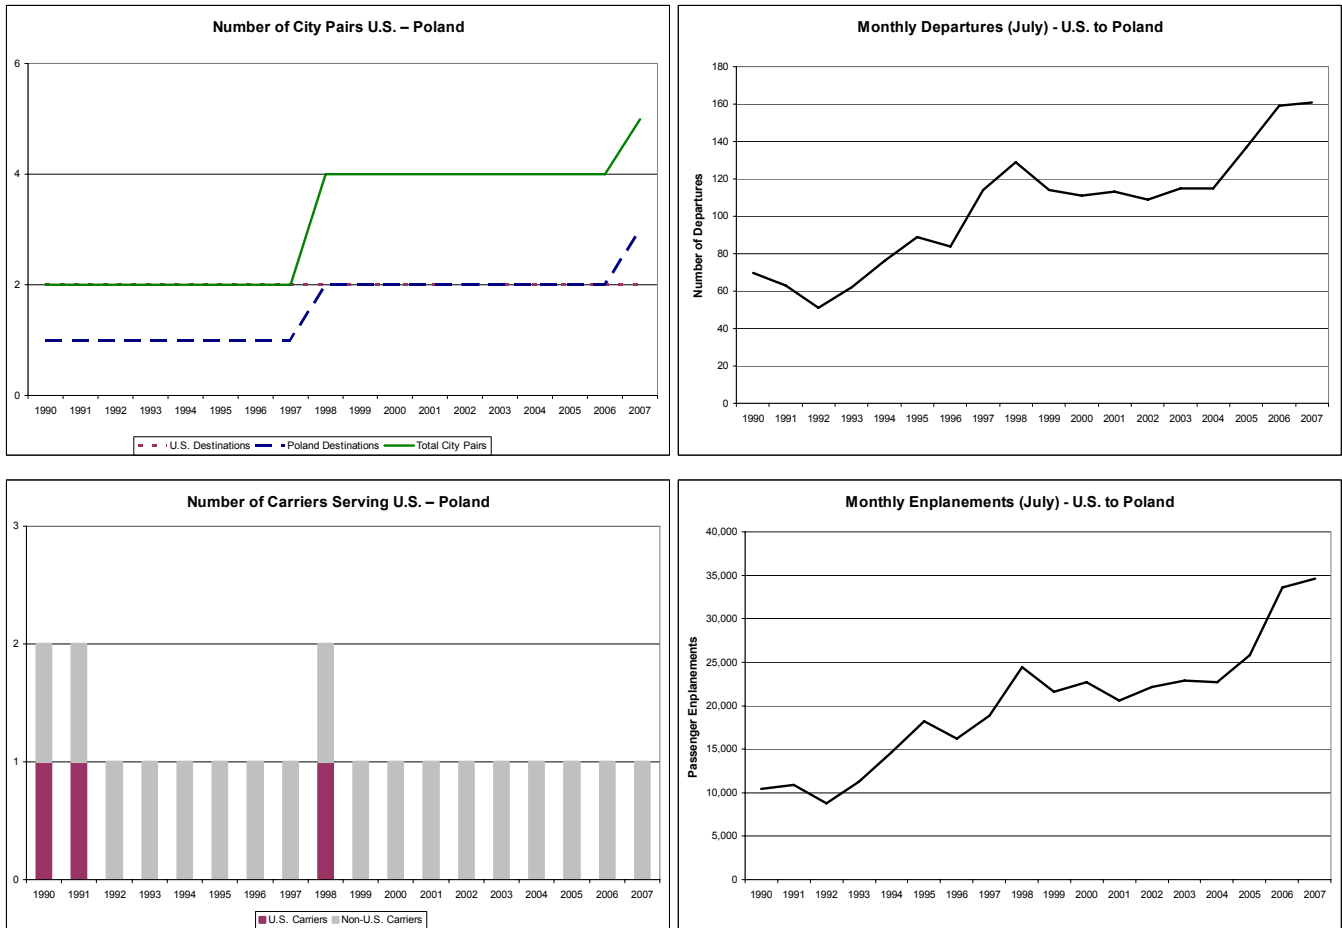 Number of City Pairs U.S. – Poland
6
4
2
0
1990 1991 1992 1993 1994 1995 1996 1997 1998 1999 2000 2001 2002 2003 2004 2005 2006 2007
U.S. Destinations Poland Destinations Total City Pairs
Monthly Departures (July) - U.S. to Poland
Number of Departures
180
160
140
120
100
80
60
40
20
0
1990 1991 1992 1993 1994 1995 1996 1997 1998 1999 2000 2001 2002 2003 2004 2005 2006 2007
Number of Carriers Serving U.S. – Poland
3
2
1
0
1990 1991 1992 1993 1994 1995 1996 1997 1998 1999 2000 2001 2002 2003 2004 2005 2006 2007
U.S. Carriers Non-U.S. Carriers
Monthly Enplanements (July) - U.S. to Poland
Passenger Enplanements
40,000
35,000
30,000
25,000
20,000
15,000
10,000
5,000
0
1990 1991 1992 1993 1994 1995 1996 1997 1998 1999 2000 2001 2002 2003 2004 2005 2006 2007